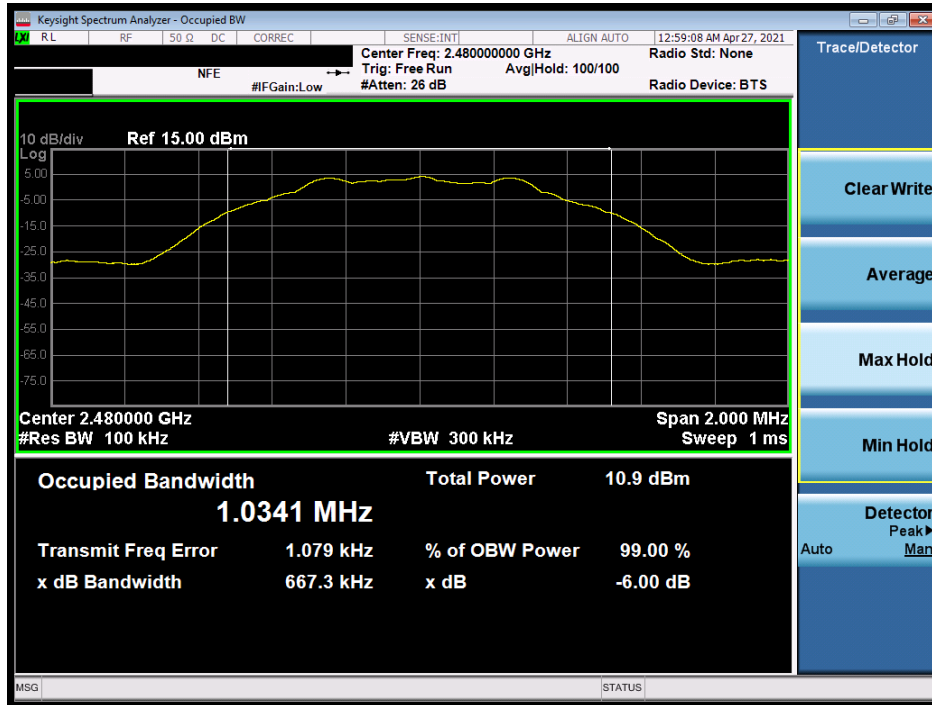 Keysight Spectrum Analyzer - Occupied BW
LXI RL RF 50 Ω DC CORREC SENSE:INT ALIGN AUTO 12:59:08 AM Apr 27, 2021
NFE
#IFGain:Low
Center Freq: 2.480000000 GHz
Trig: Free Run Avg|Hold: 100/100
#Atten: 26 dB
Radio Std: None
Radio Device: BTS
10 dB/div Ref 15.00 dBm
Log
5.00
-5.00
-15.0
-25.0
-35.0
-45.0
-55.0
-65.0
-75.0
Center 2.480000 GHz Span 2.000 MHz
#Res BW 100 kHz #VBW 300 kHz Sweep 1 ms
Occupied Bandwidth Total Power 10.9 dBm
1.0341 MHz
Transmit Freq Error 1.079 kHz % of OBW Power 99.00 %
x dB Bandwidth 667.3 kHz x dB -6.00 dB
MSG STATUS
Trace/Detector
Clear Write
Average
Max Hold
Min Hold
Detector
Peak▶
Auto Man